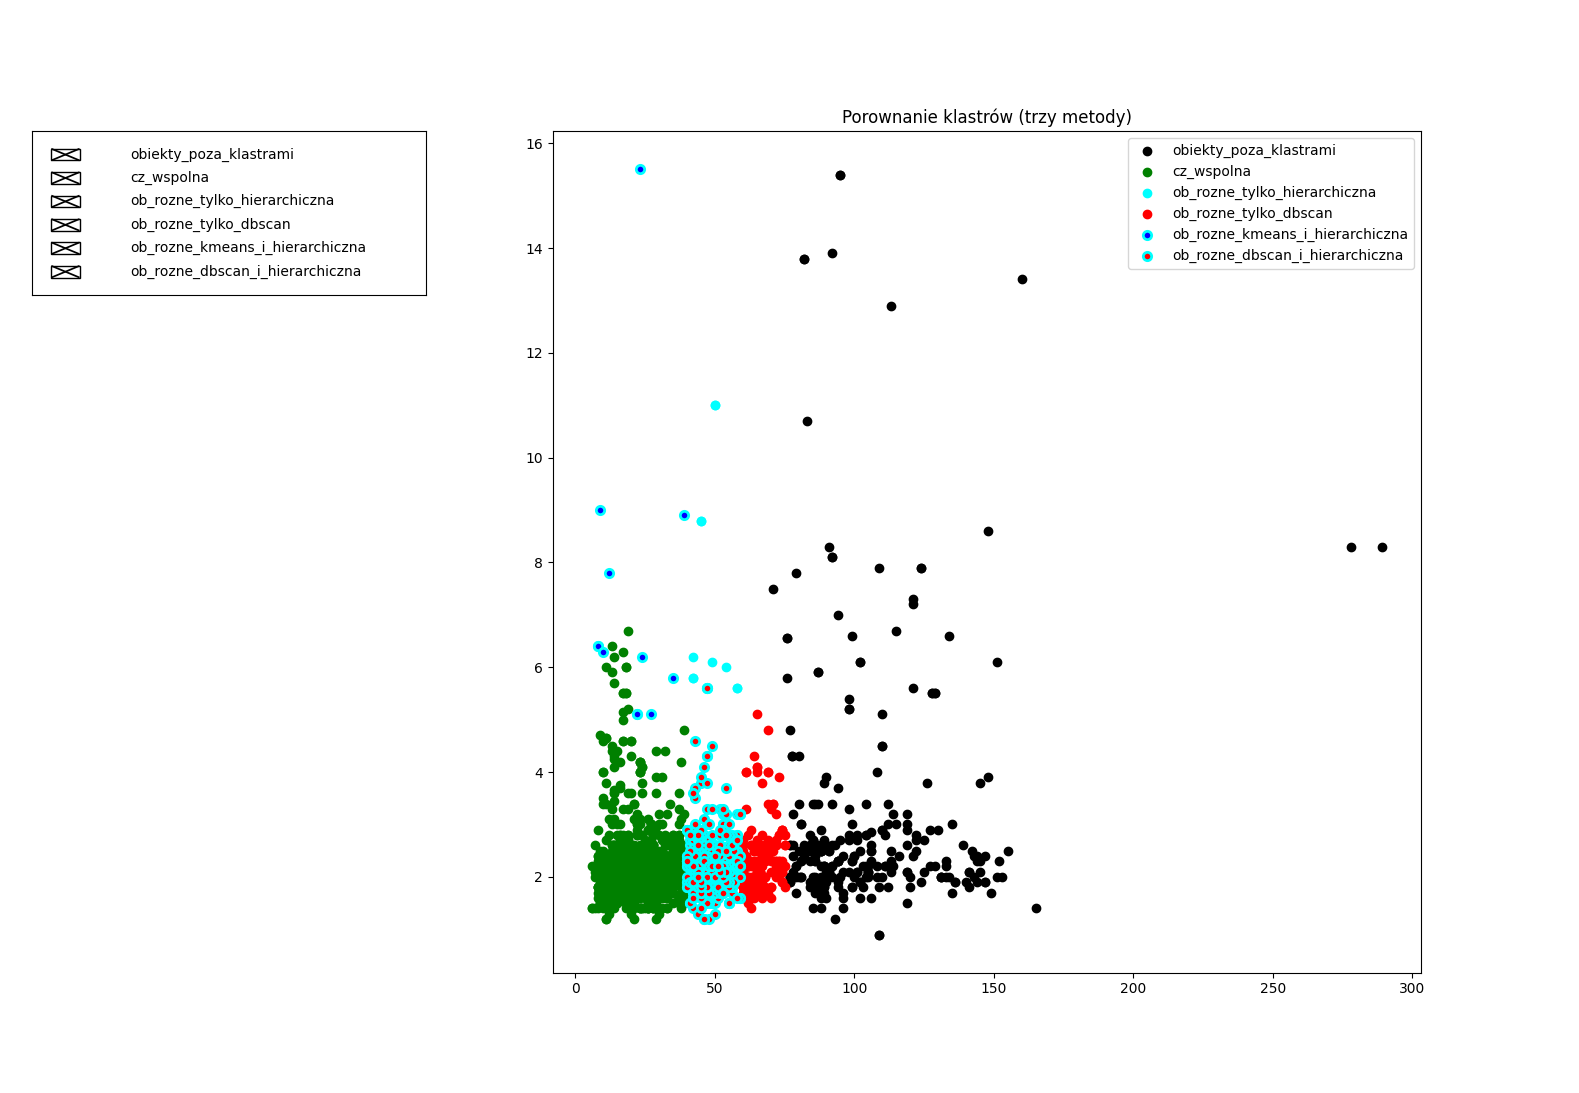 Porownanie klastrów (trzy metody)
obiekty_poza_klastrami
cz_wspolna
ob_rozne_tylko_hierarchiczna
ob_rozne_tylko_dbscan
ob_rozne_kmeans_i_hierarchiczna
ob_rozne_dbscan_i_hierarchiczna
obiekty_poza_klastrami
cz_wspolna
ob_rozne_tylko_hierarchiczna
ob_rozne_tylko_dbscan
ob_rozne_kmeans_i_hierarchiczna
ob_rozne_dbscan_i_hierarchiczna
16
14
12
10
8
6
4
2
0 50 100 150 200 250 300